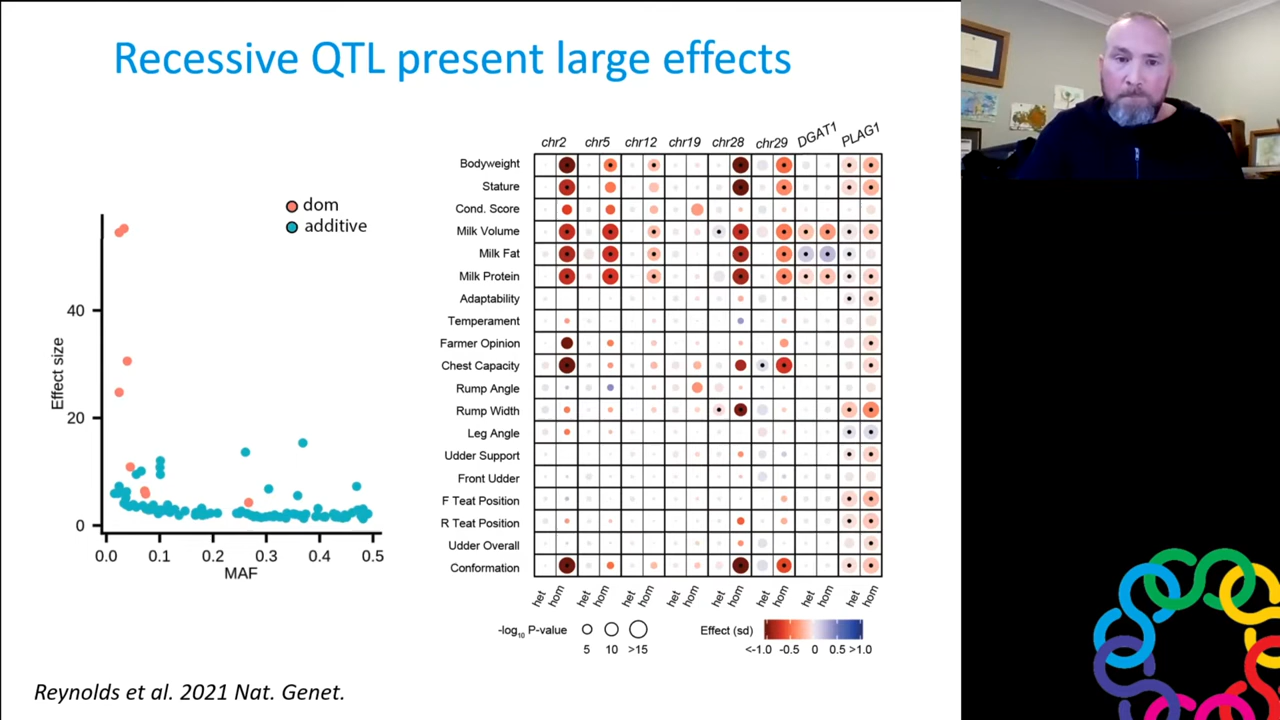 Recessive QTL present large effects
dom
additive
Effect size
40
20
0
0.0 0.1 0.2 0.3 0.4 0.5
MAF
chr2 chr5 chr12 chr19 chr28 chr29 DGAT1 PLAG1
Bodyweight
Stature
Cond. Score
Milk Volume
Milk Fat
Milk Protein
Adaptability
Temperament
Farmer Opinion
Chest Capacity
Rump Angle
Rump Width
Leg Angle
Udder Support
Front Udder
F Teat Position
R Teat Position
Udder Overall
Conformation
het hom het hom het hom het hom het hom het hom het hom het hom
-log10 P-value
5 10 >15
Effect (sd)
<-1.0 -0.5 0 0.5 >1.0
Reynolds et al. 2021 Nat. Genet.